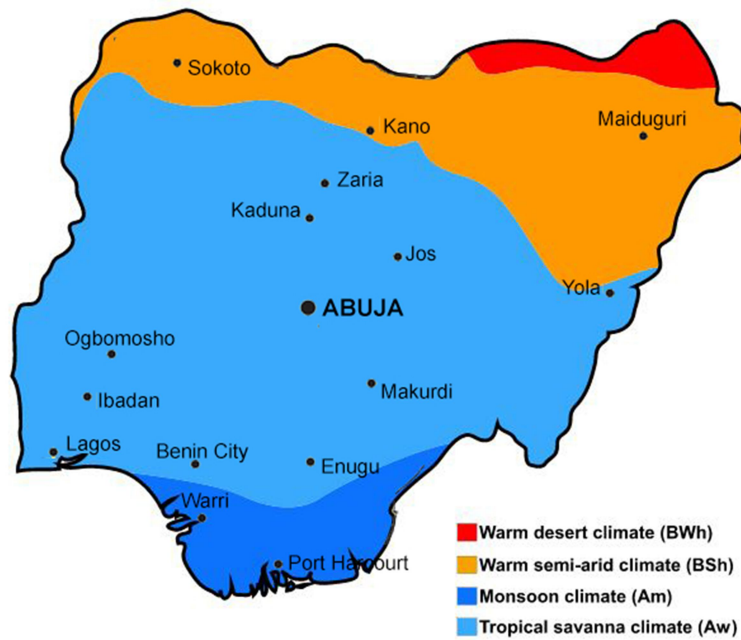 Sokoto
Kano
Maiduguri
Zaria
Kaduna
Jos
Yola
ABUJA
Ogbomosho
Makurdi
Ibadan
Lagos
Benin City
Enugu
Warri
Port Harcourt
Warm desert climate (BWh)
Warm semi-arid climate (BSh)
Monsoon climate (Am)
Tropical savanna climate (Aw)